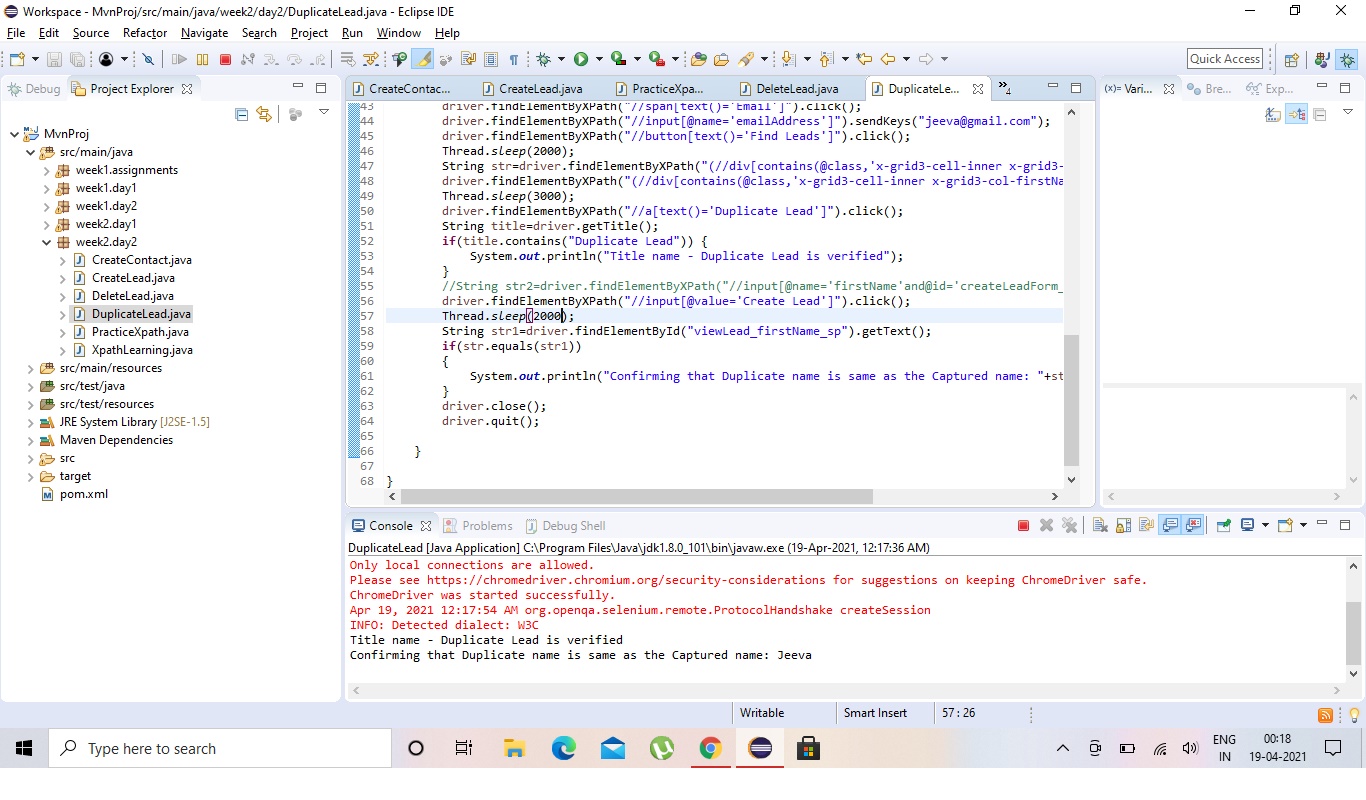 Workspace - MvnProj/src/main/java/week2/day2/DuplicateLead.java - Eclipse IDE
File Edit Source Refactor Navigate Search Project Run Window Help
Quick Access
Debug Project Explorer
MvnProj
src/main/java
week1.assignments
week1.day1
week1.day2
week2.day1
week2.day2
CreateContact.java
CreateLead.java
DeleteLead.java
DuplicateLead.java
PracticeXpath.java
XpathLearning.java
src/main/resources
src/test/java
src/test/resources
JRE System Library [J2SE-1.5]
Maven Dependencies
src
target
pom.xml
CreateContac... CreateLead.java PracticeXpa... DeleteLead.java DuplicateLe... »4
43 driver.findElementByXPath("//span[text()='Email']").click();
44 driver.findElementByXPath("//input[@name='emailAddress']").sendKeys("jeeva@gmail.com");
45 driver.findElementByXPath("//button[text()='Find Leads']").click();
46 Thread.sleep(2000);
47 String str=driver.findElementByXPath("(//div[contains(@class,'x-grid3-cell-inner x-grid3-
48 driver.findElementByXPath("(//div[contains(@class,'x-grid3-cell-inner x-grid3-col-firstNa
49 Thread.sleep(3000);
50 driver.findElementByXPath("//a[text()='Duplicate Lead']").click();
51 String title=driver.getTitle();
52 if(title.contains("Duplicate Lead")) {
53 System.out.println("Title name - Duplicate Lead is verified");
54 }
55 //String str2=driver.findElementByXPath("//input[@name='firstName'and@id='createLeadForm_
56 driver.findElementByXPath("//input[@value='Create Lead']").click();
57 Thread.sleep(2000);
58 String str1=driver.findElementById("viewLead_firstName_sp").getText();
59 if(str.equals(str1))
60 {
61 System.out.println("Confirming that Duplicate name is same as the Captured name: "+st
62 }
63 driver.close();
64 driver.quit();
65
66 }
67
68 }
(x)= Vari... Bre... Exp...
Console Problems Debug Shell
DuplicateLead [Java Application] C:\Program Files\Java\jdk1.8.0_101\bin\javaw.exe (19-Apr-2021, 12:17:36 AM)
Only local connections are allowed.
Please see https://chromedriver.chromium.org/security-considerations for suggestions on keeping ChromeDriver safe.
ChromeDriver was started successfully.
Apr 19, 2021 12:17:54 AM org.openqa.selenium.remote.ProtocolHandshake createSession
INFO: Detected dialect: W3C
Title name - Duplicate Lead is verified
Confirming that Duplicate name is same as the Captured name: Jeeva
Writable Smart Insert 57 : 26
Type here to search
ENG
IN
00:18
19-04-2021